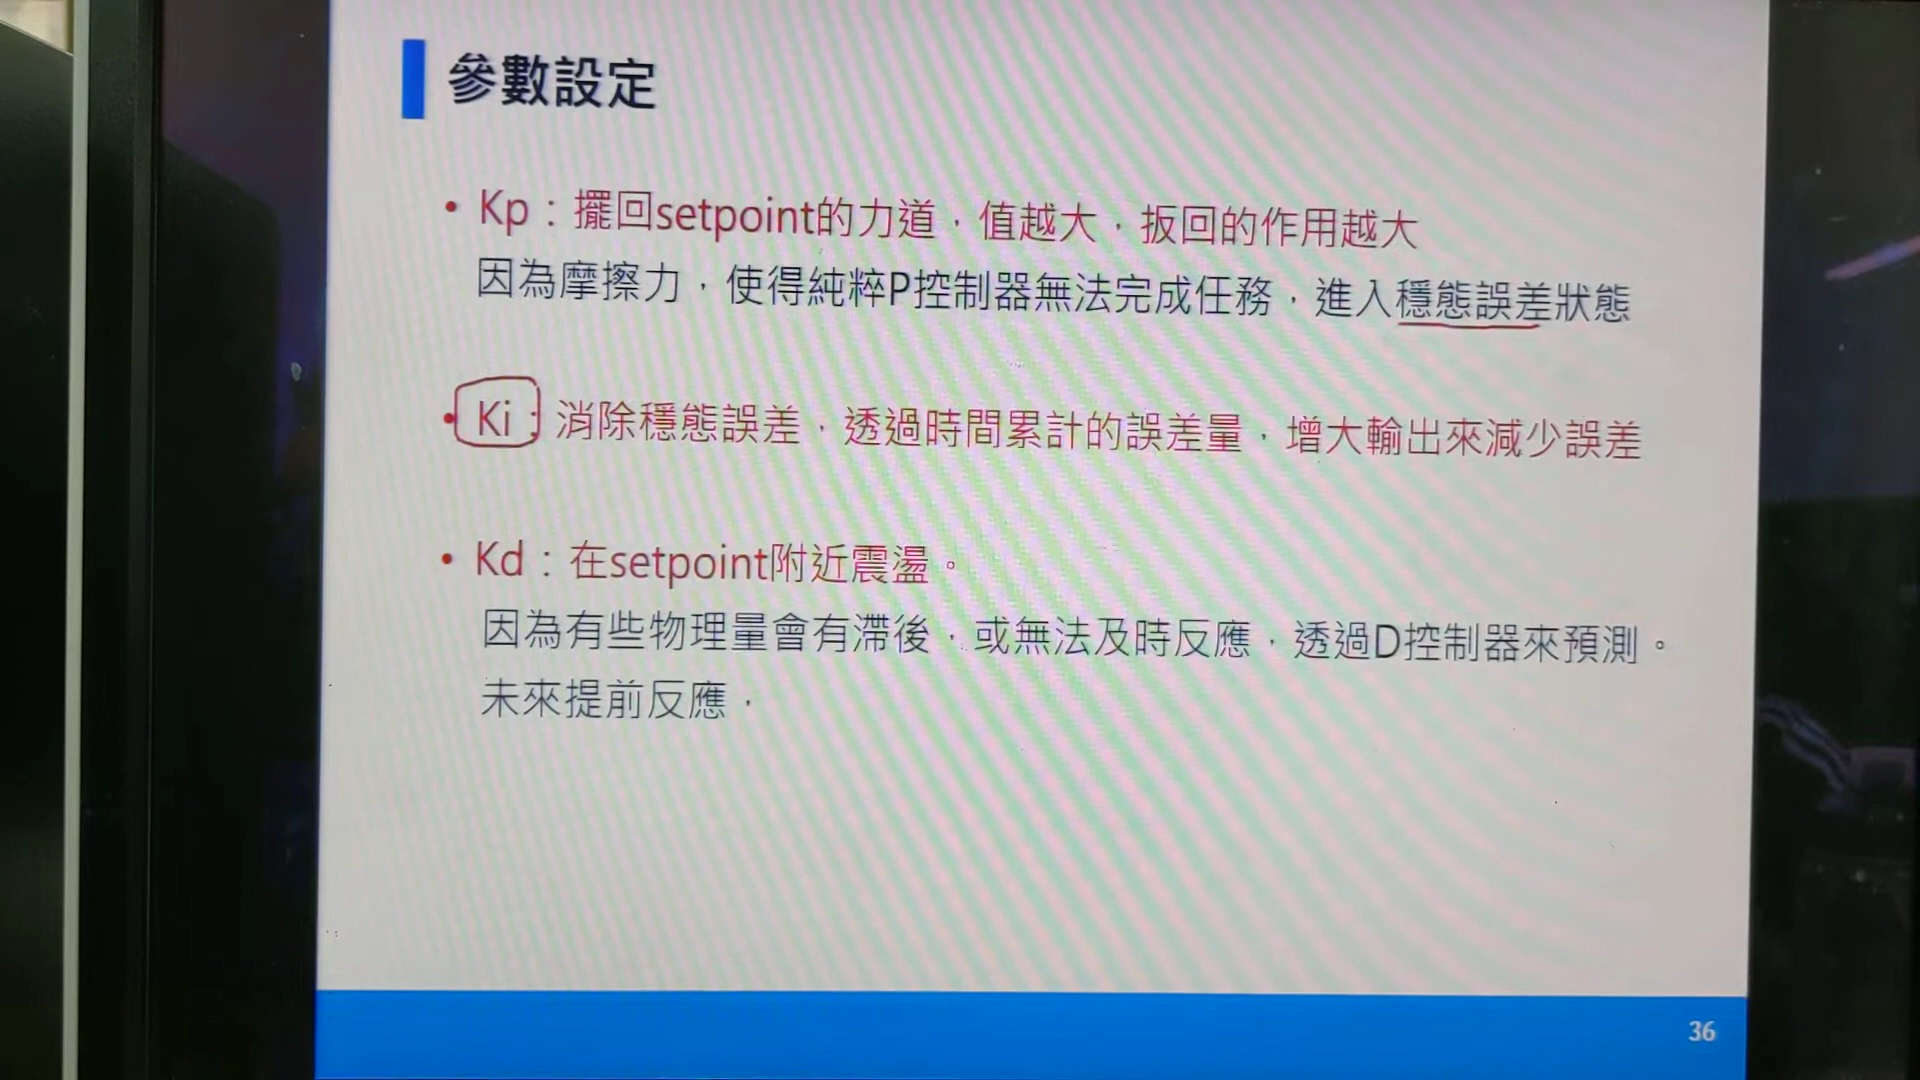 參數設定
• Kp：擺回setpoint的力道，值越大，扳回的作用越大
因為摩擦力，使得純粹P控制器無法完成任務，進入穩態誤差狀態
• Ki：消除穩態誤差，透過時間累計的誤差量，增大輸出來減少誤差
• Kd：在setpoint附近震盪。
因為有些物理量會有滯後，或無法及時反應，透過D控制器來預測。
未來提前反應，
36